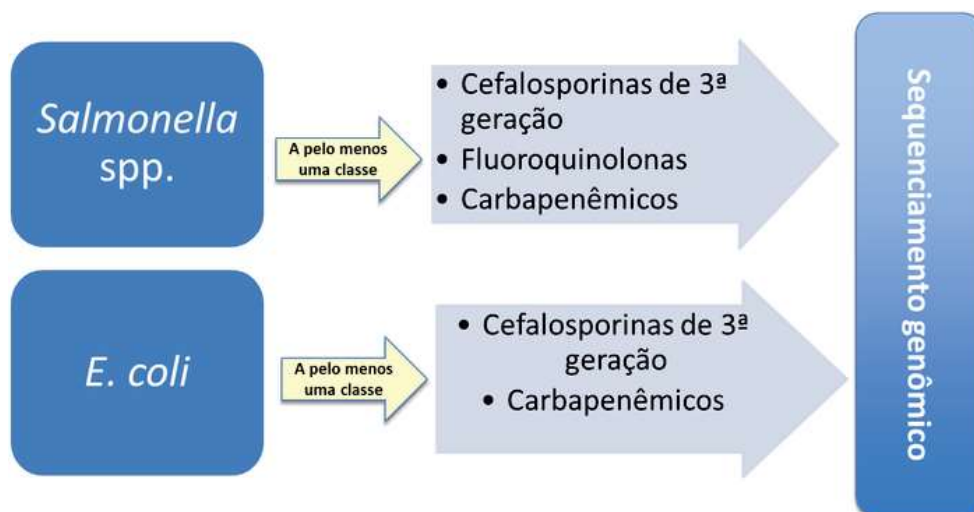 Salmonella
spp.
A pelo menos
uma classe
• Cefalosporinas de 3ª
geração
• Fluoroquinolonas
• Carbapenêmicos
E. coli
A pelo menos
uma classe
• Cefalosporinas de 3ª
geração
• Carbapenêmicos
Sequenciamento genômico